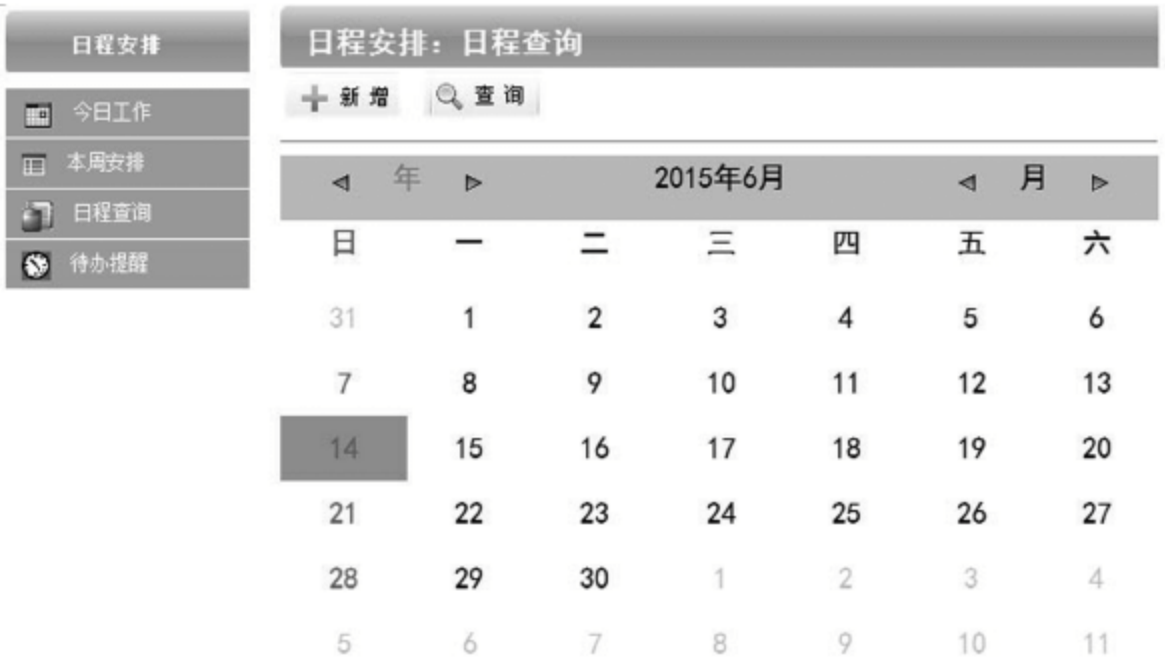 日程安排
今日工作
本周安排
日程查询
待办提醒
日程安排：日程查询
新增 查询
年 2015年6月 月
日 一 二 三 四 五 六
31 1 2 3 4 5 6
7 8 9 10 11 12 13
14 15 16 17 18 19 20
21 22 23 24 25 26 27
28 29 30 1 2 3 4
5 6 7 8 9 10 11